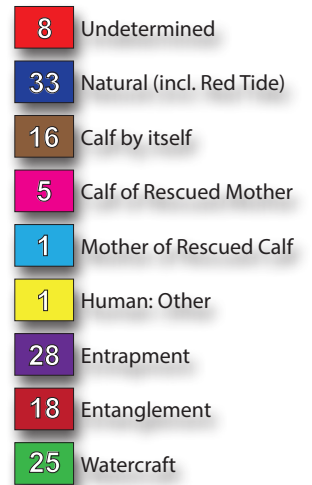 8 Undetermined
33 Natural (incl. Red Tide)
16 Calf by itself
5 Calf of Rescued Mother
1 Mother of Rescued Calf
1 Human: Other
28 Entrapment
18 Entanglement
25 Watercraft